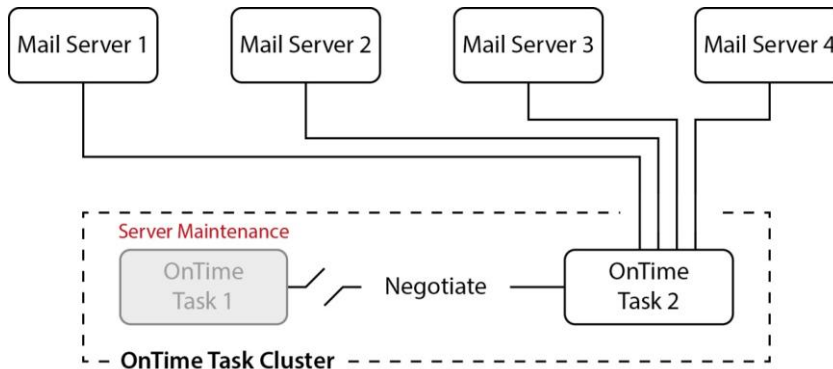 Mail Server 1
Mail Server 2
Mail Server 3
Mail Server 4
Server Maintenance
OnTime
Task 1
Negotiate
OnTime
Task 2
OnTime Task Cluster